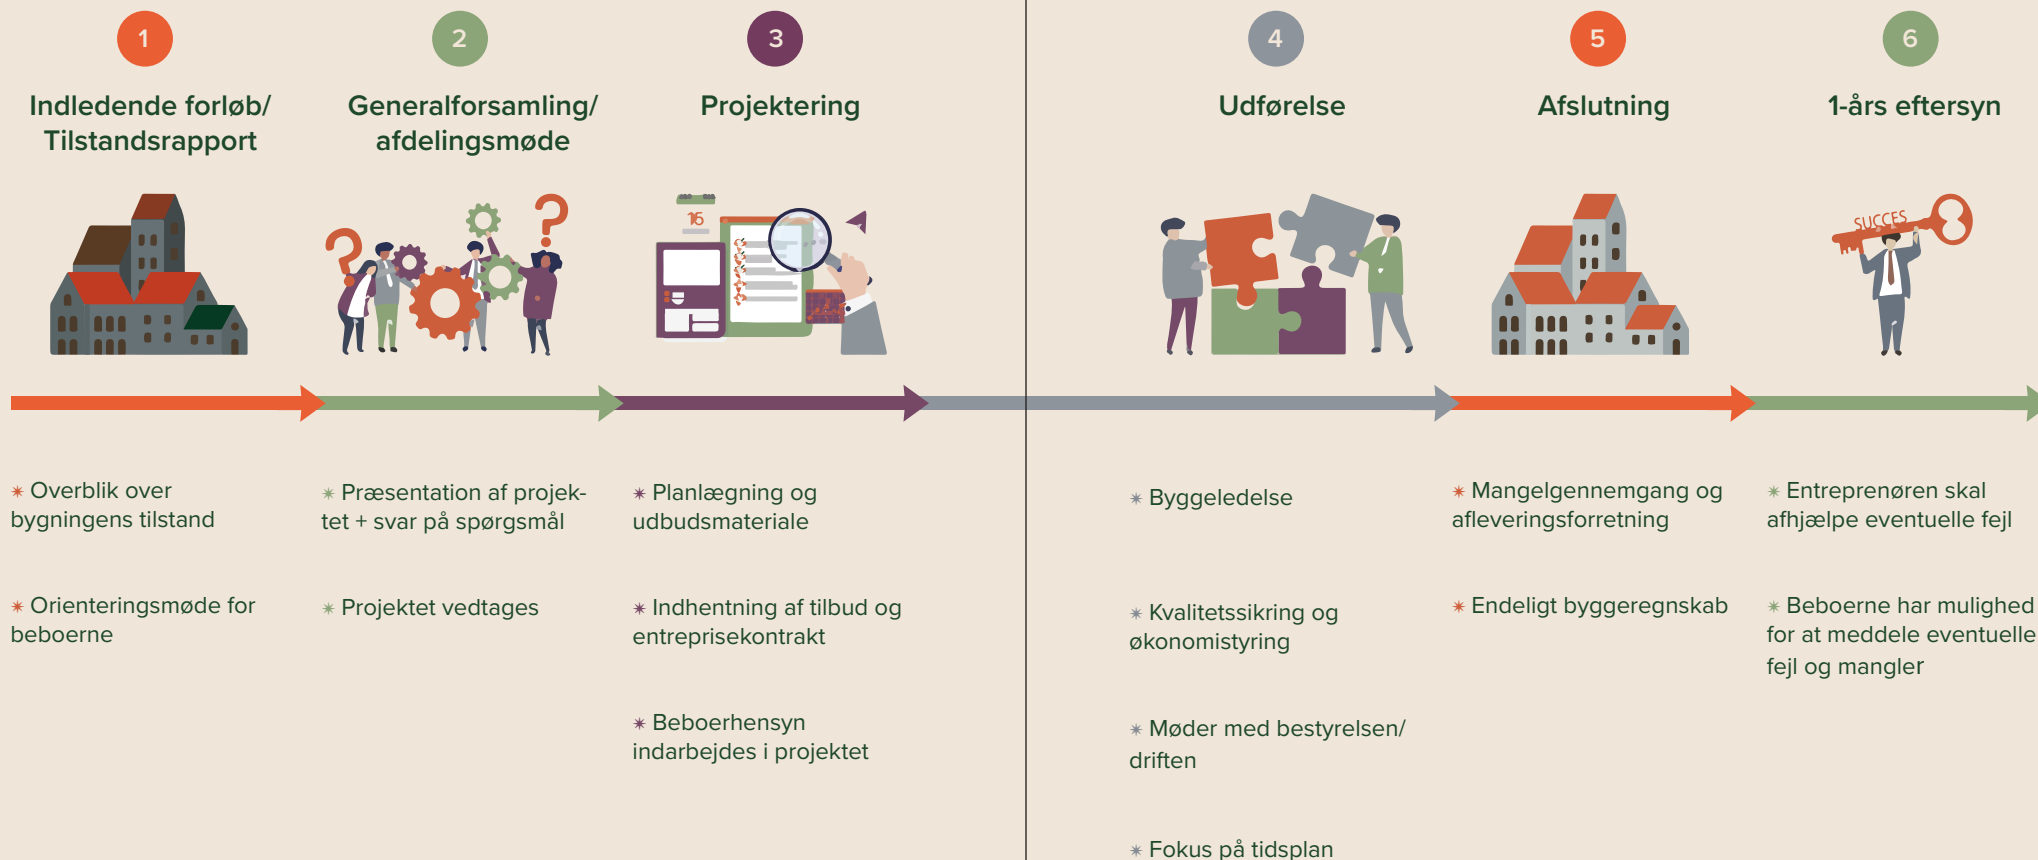 1
Indledende forløb/
Tilstandsrapport
✴ Overblik over
bygningens tilstand
✴ Orienteringsmøde for
beboerne
2
Generalforsamling/
afdelingsmøde
✴ Præsentation af projek-
tet + svar på spørgsmål
✴ Projektet vedtages
3
Projektering
15
✴ Planlægning og
udbudsmateriale
✴ Indhentning af tilbud og
entreprisekontrakt
✴ Beboerhensyn
indarbejdes i projektet
4
Udførelse
✴ Byggeledelse
✴ Kvalitetssikring og
økonomistyring
✴ Møder med bestyrelsen/
driften
✴ Fokus på tidsplan
5
Afslutning
✴ Mangelgennemgang og
afleveringsforretning
✴ Endeligt byggeregnskab
6
1-års eftersyn
SUCCES
✴ Entreprenøren skal
afhjælpe eventuelle fejl
✴ Beboerne har mulighed
for at meddele eventuelle
fejl og mangler